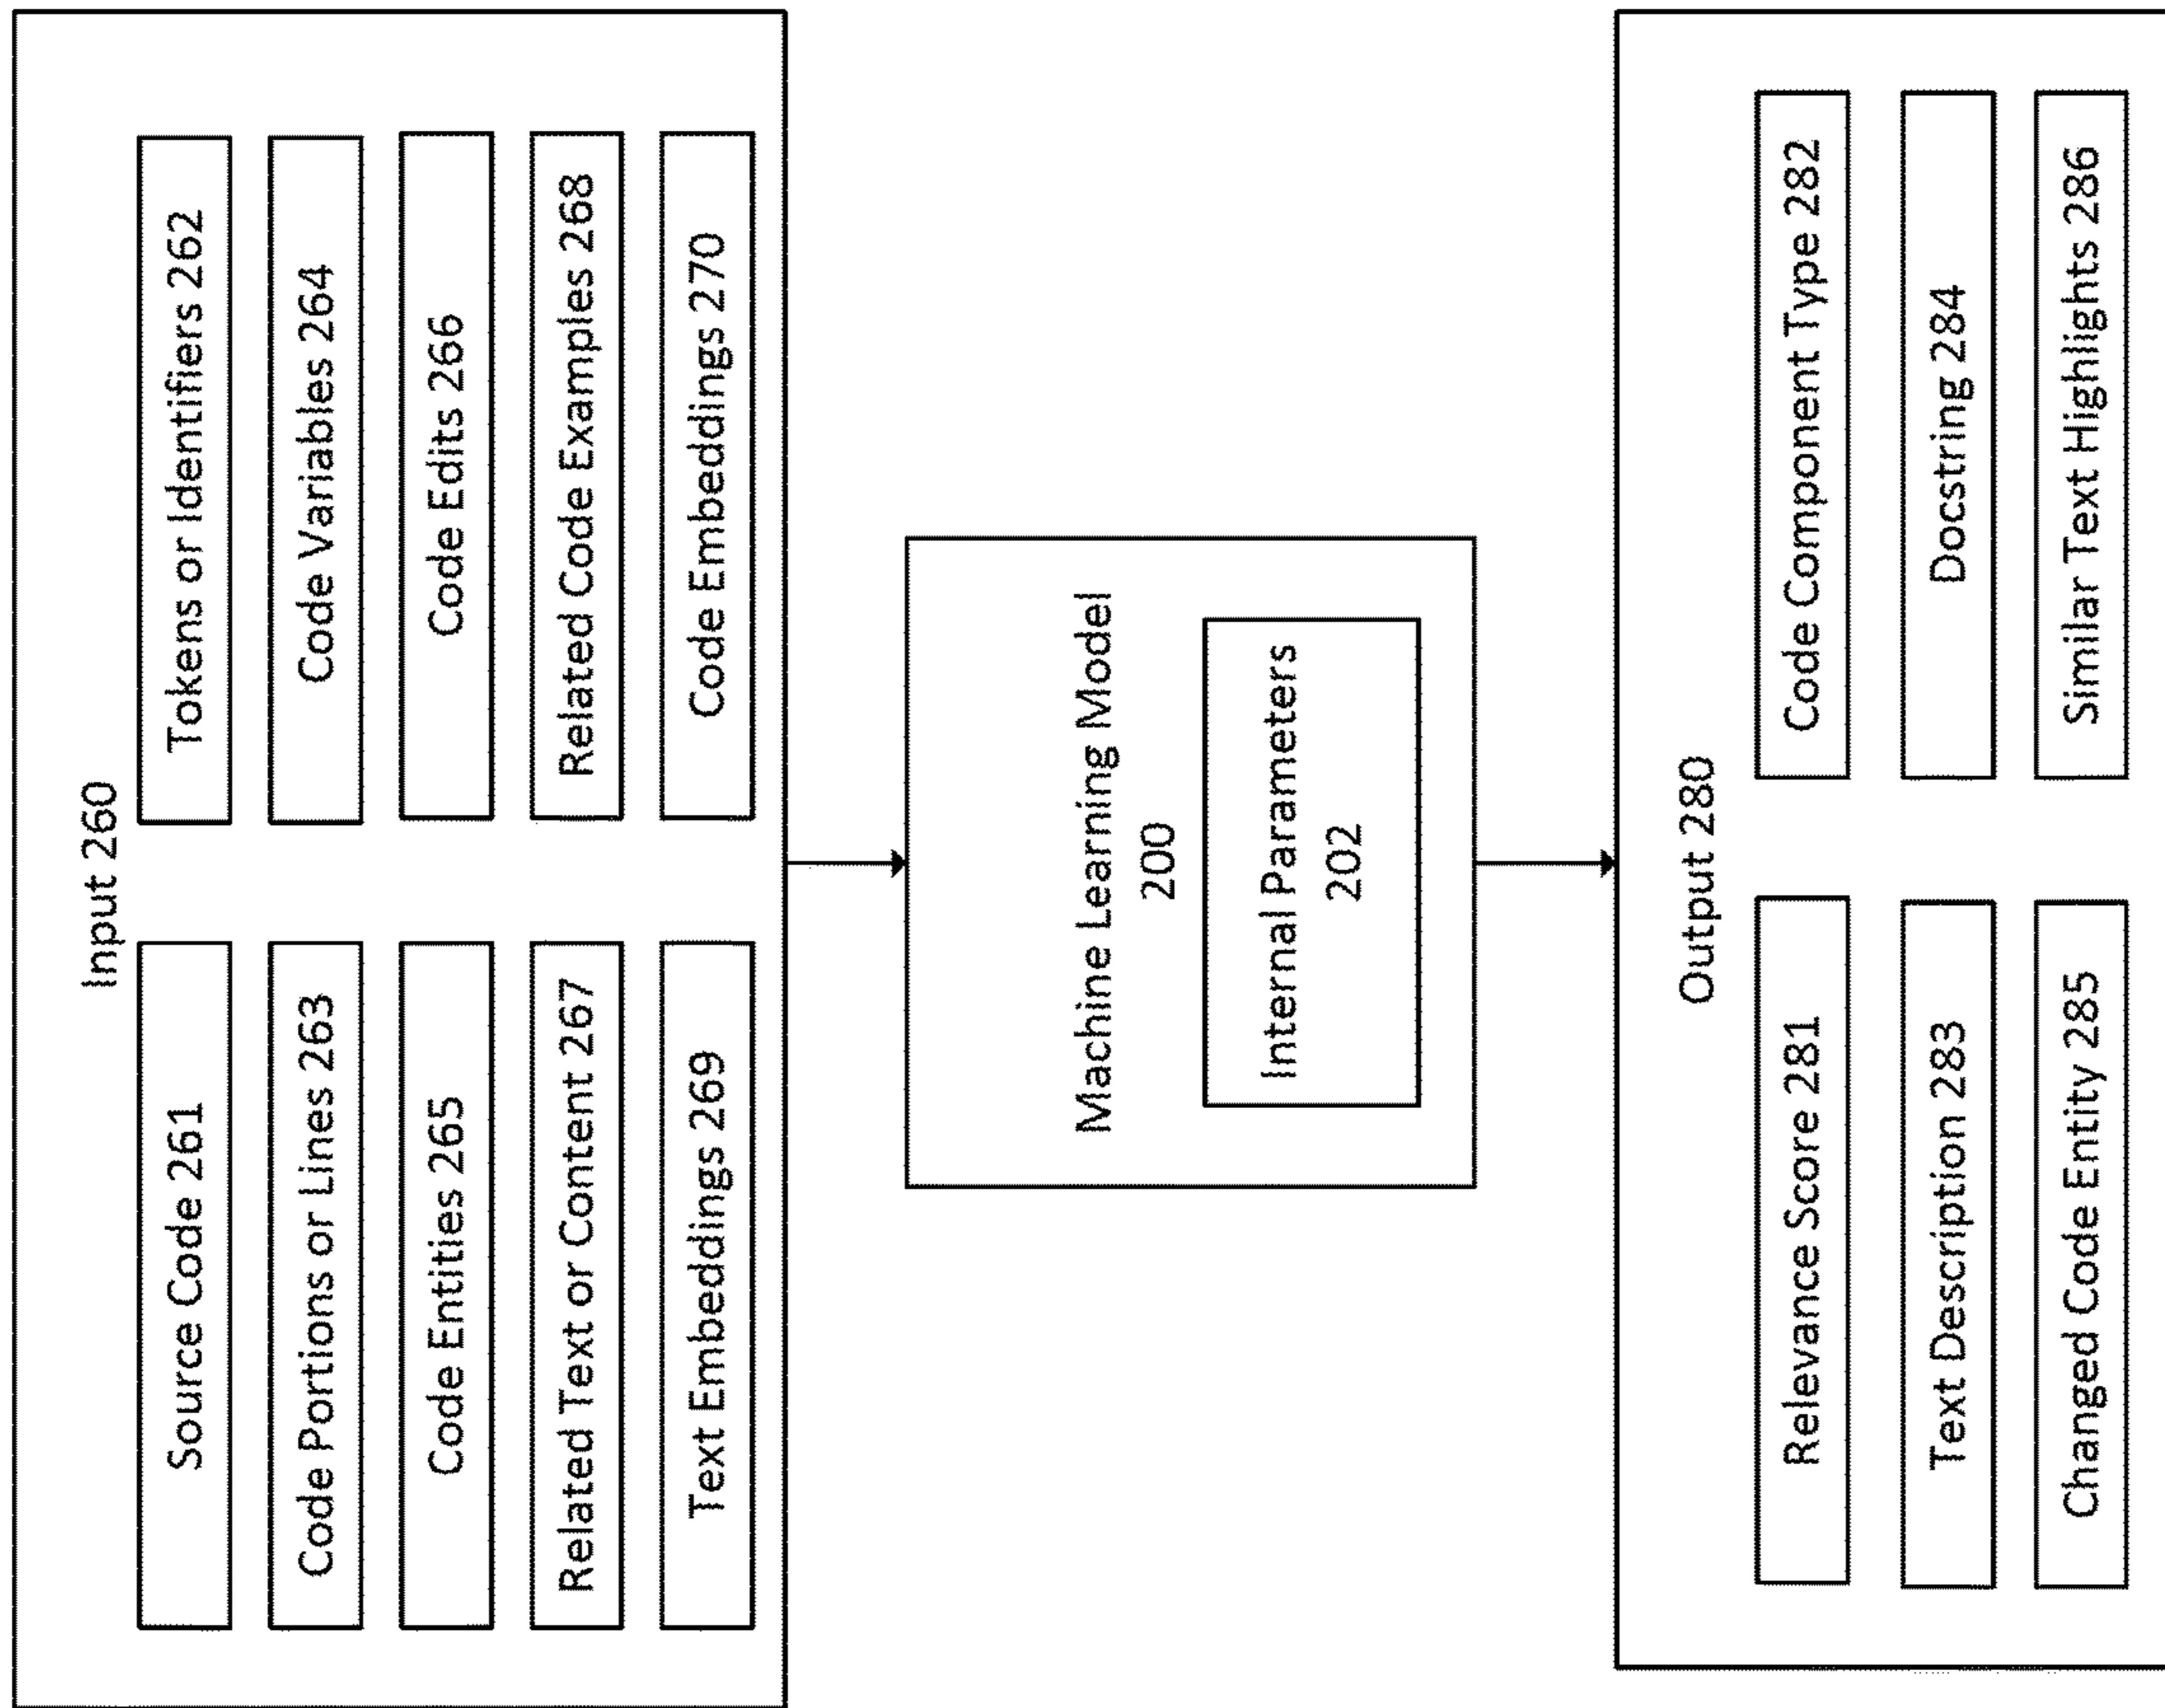 Input 260
Source Code 261
Tokens or Identifiers 262
Code Portions or Lines 263
Code Variables 264
Code Entities 265
Code Edits 266
Related Text or Content 267
Related Code Examples 268
Text Embeddings 269
Code Embeddings 270
Machine Learning Model
200
Internal Parameters
202
Output 280
Relevance Score 281
Code Component Type 282
Text Description 283
Docstring 284
Changed Code Entity 285
Similar Text Highlights 286